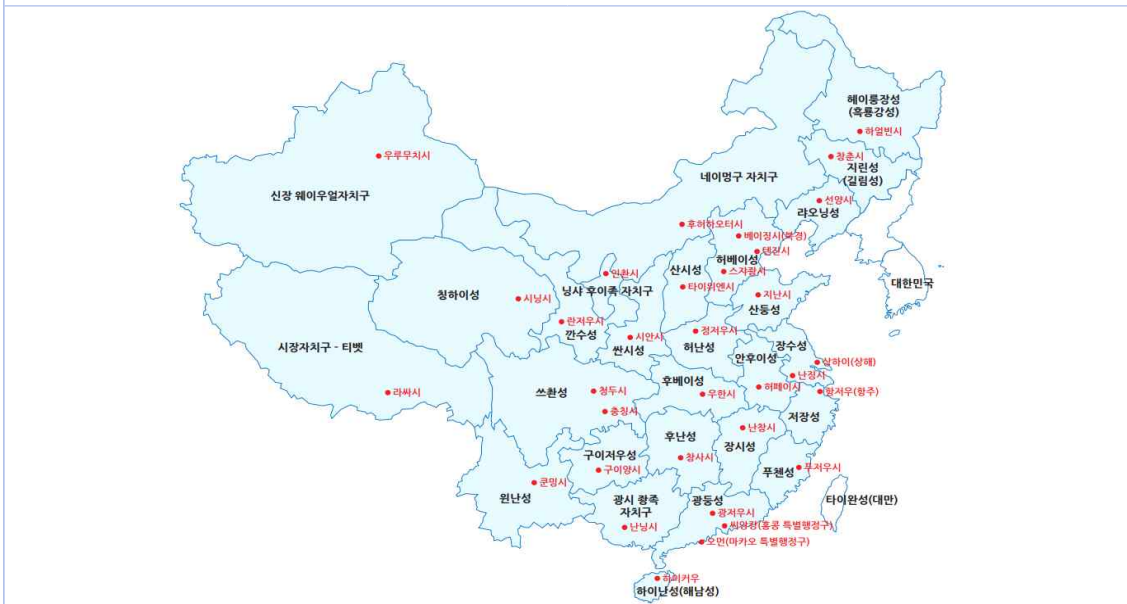 헤이룽장성
(흑룡강성)
하얼빈시
창춘시
지린성
(길림성)
우루무치시
네이멍구 자치구
신장 웨이우얼자치구
선양시
랴오닝성
후허하오터시
베이징시(북경)
텐진시
허베이성
산시성
스쟈좡시
인촨시
대한민국
타이위엔시
닝샤 후이족 자치구
칭하이성
시닝시
지난시
산둥성
란저우시
깐수성
정저우시
시안시
싼시성
허난성
장수성
시장자치구 - 티벳
안후이성
상하이(상해)
난징시
후베이성
허페이시
쓰촨성
청두시
라싸시
우한시
항저우(항주)
충칭시
저장성
난창시
후난성
장시성
구이저우성
창사시
구이양시
푸저우시
푸첸성
쿤밍시
윈난성
광시 좡족
자치구
광둥성
타이완성(대만)
광저우시
난닝시
씨앙강(홍콩 특별행정구)
오먼(마카오 특별행정구)
하이커우
하이난성(해남성)